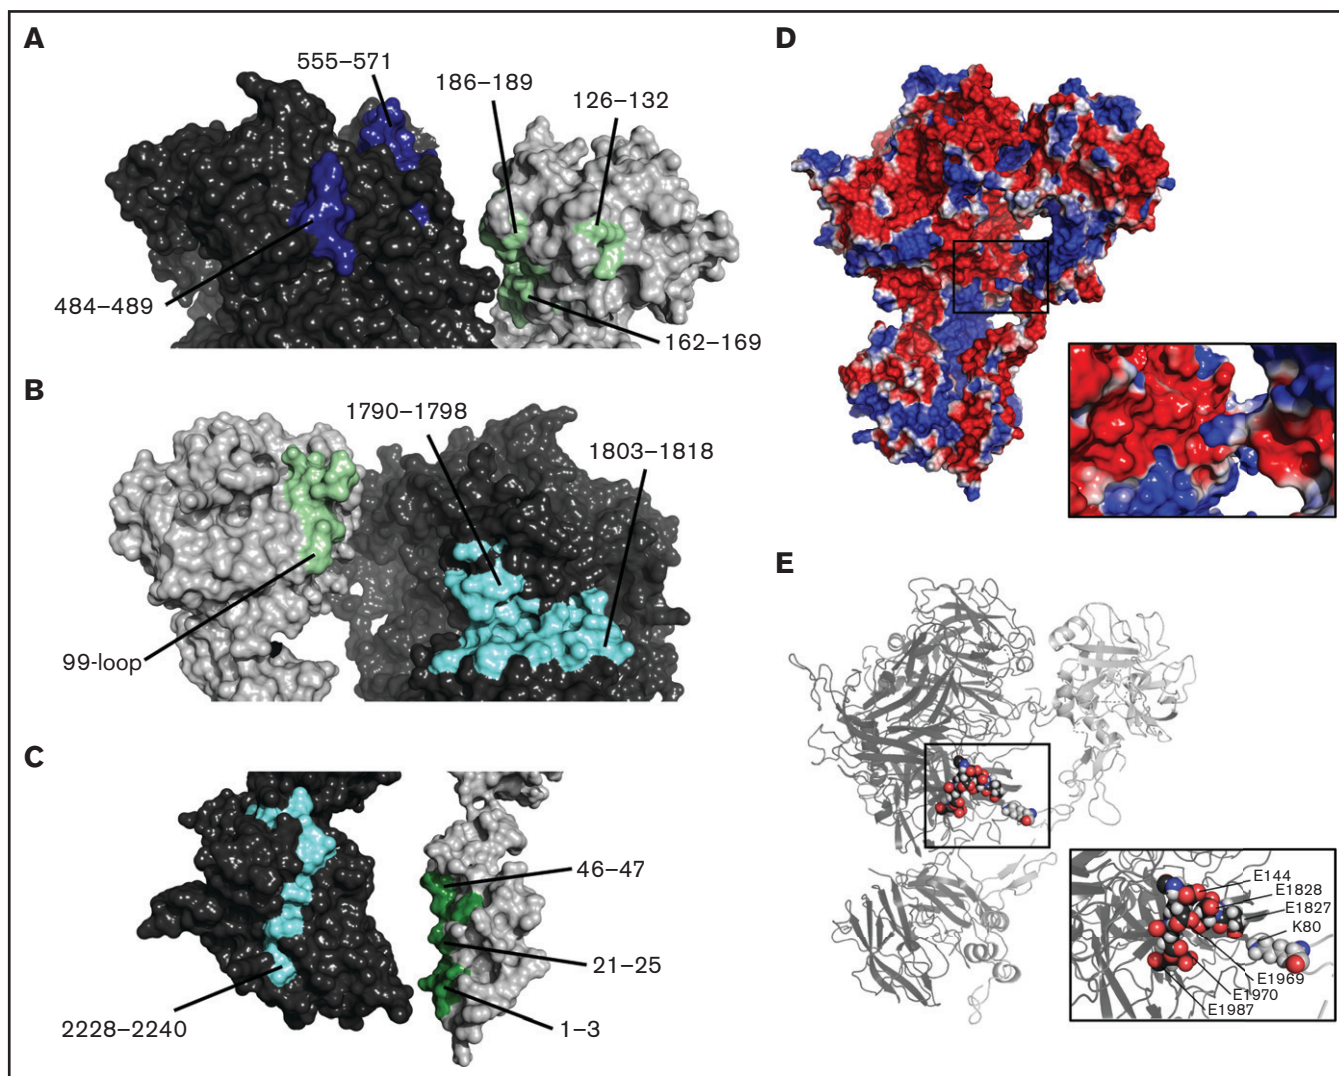 A
555–571
186–189
126–132
484–489
162–169
B
1790–1798
1803–1818
99-loop
C
46–47
21–25
2228–2240
1–3
D
E
E144
E1828
E1827
K80
E1969
E1970
E1987